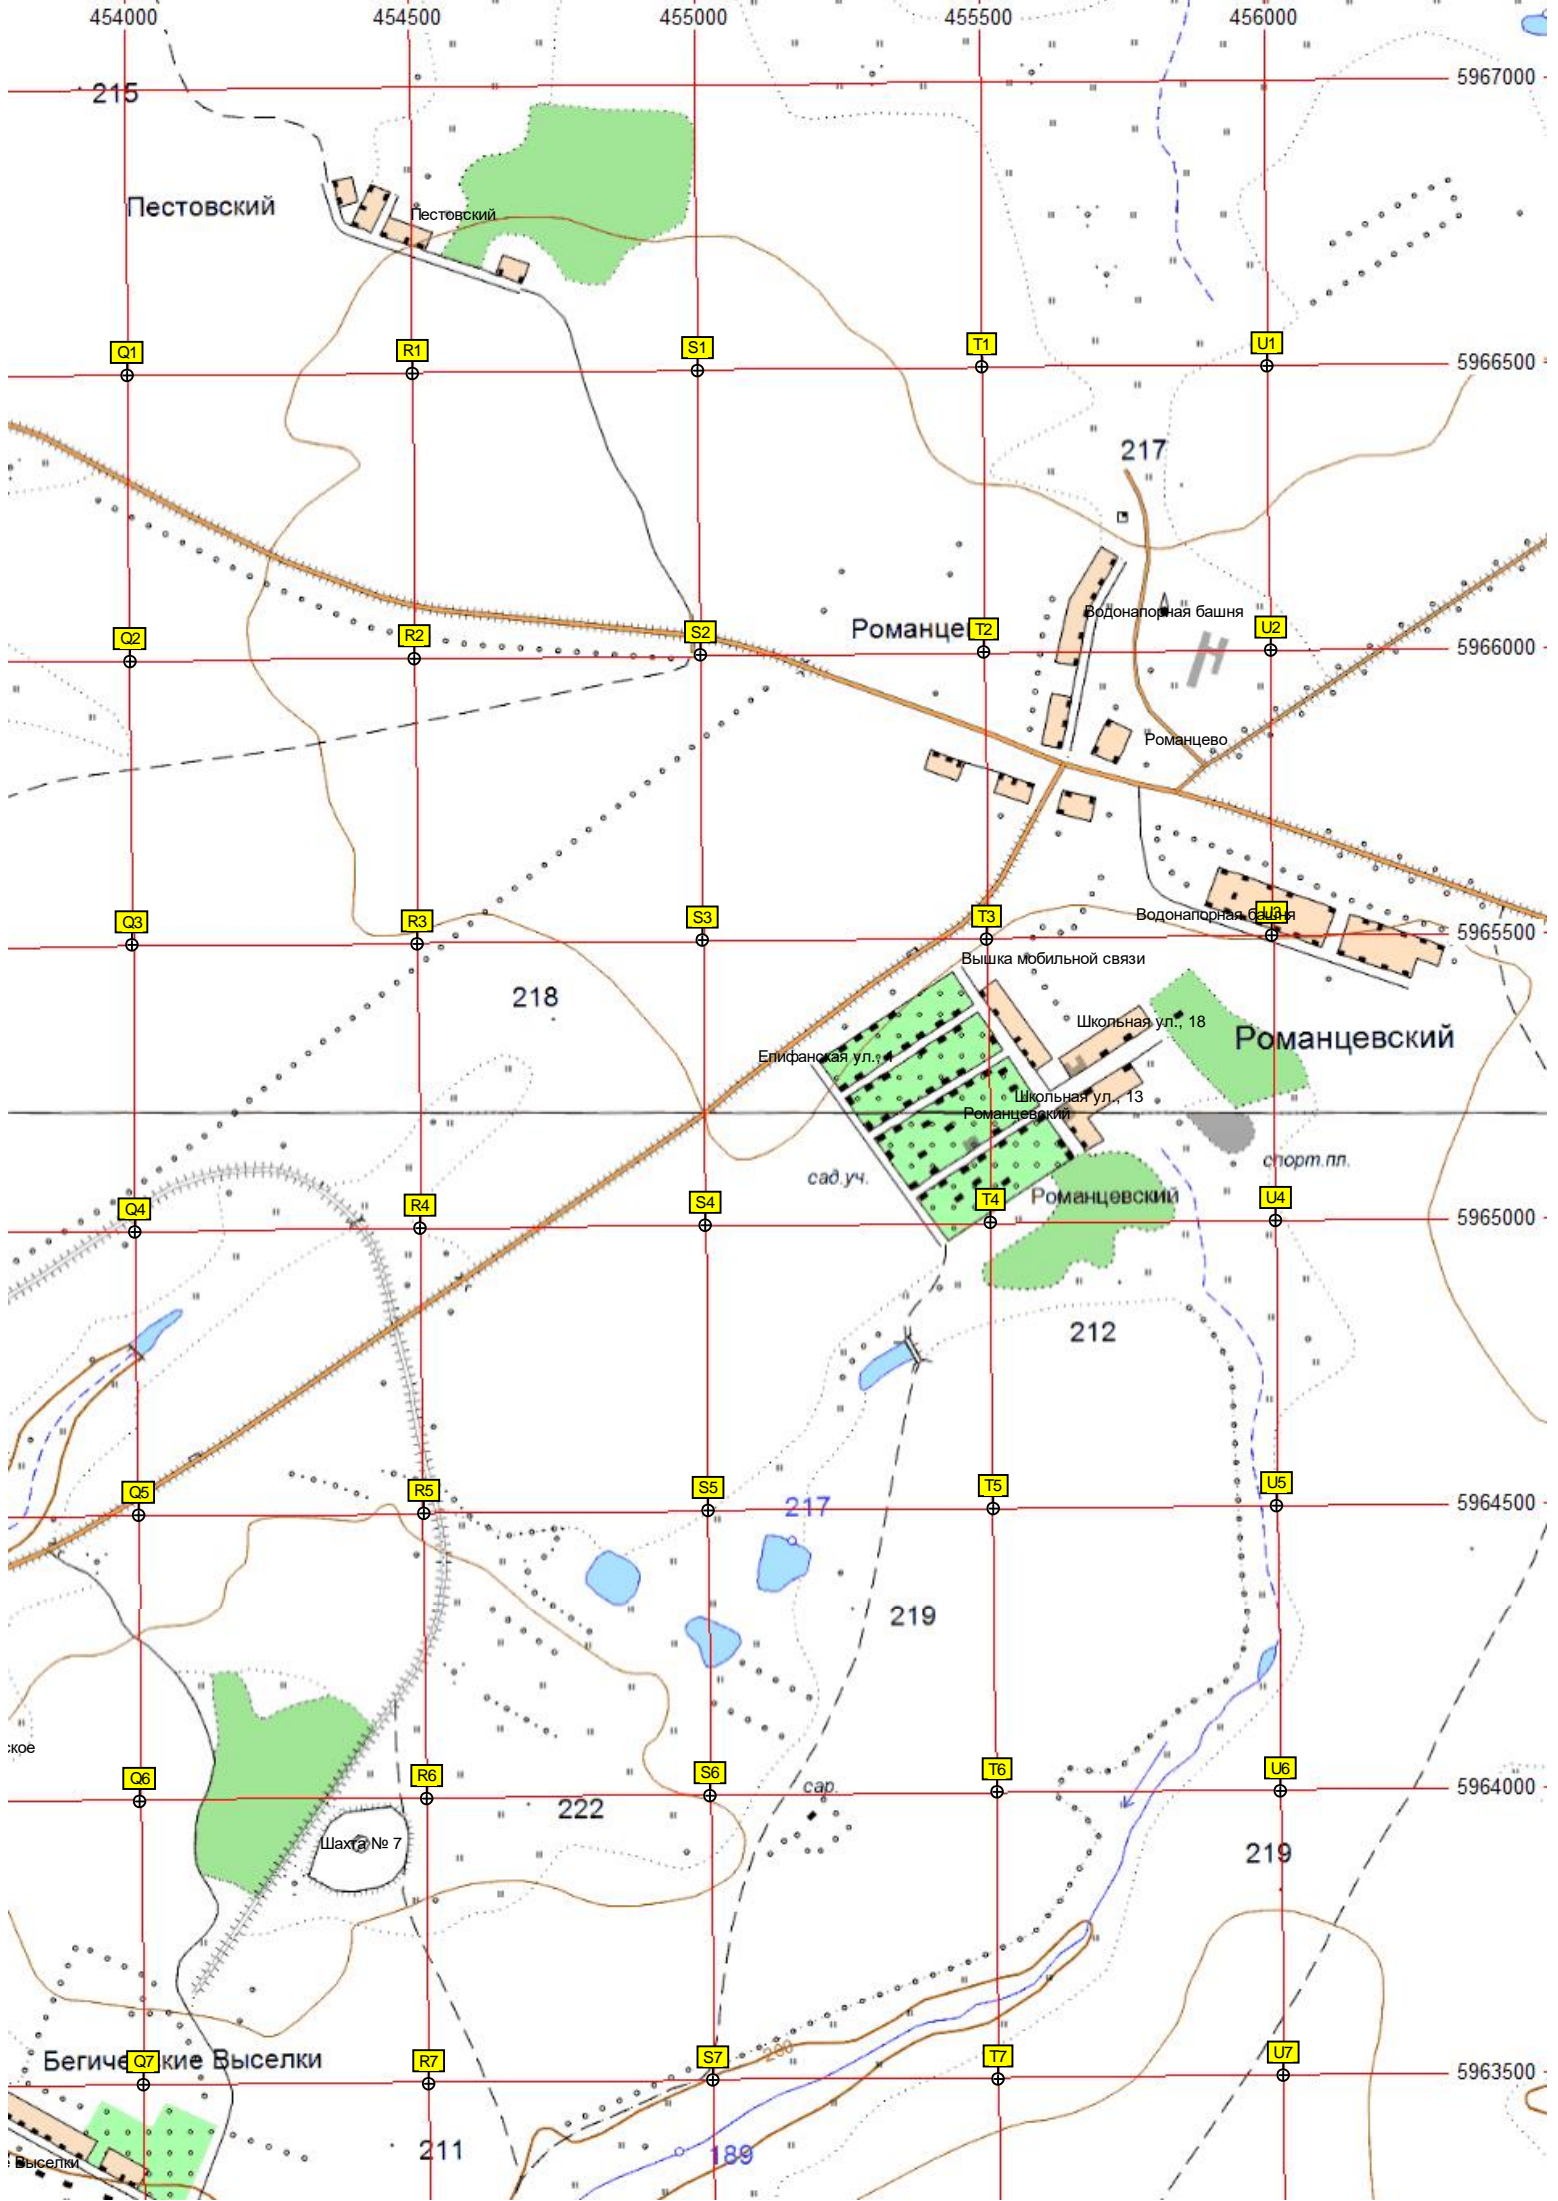 454000 454500 455000 455500 456000
5967000
215
Пестовский
Пестовский
Q1 R1 S1 T1 U1
5966500
217
Водонапорная башня
Q2 R2 S2 T2 U2
5966000
Романцево
Водонапорная башня
Q3 R3 S3 T3 U3
5965500
Вышка мобильной связи
218
Школьная ул., 18
Романцевский
Епифанская ул., 4
Школьная ул., 13
Романцевский
спорт.пл.
сад.уч.
Романцевский
Q4 R4 S4 T4 U4
5965000
212
Q5 R5 S5 T5 U5
5964500
217
219
ское
Q6 R6 S6 T6 U6
5964000
сар.
222
Шахта № 7
219
200
Q7 R7 S7 T7 U7
5963500
211
189
Выселки